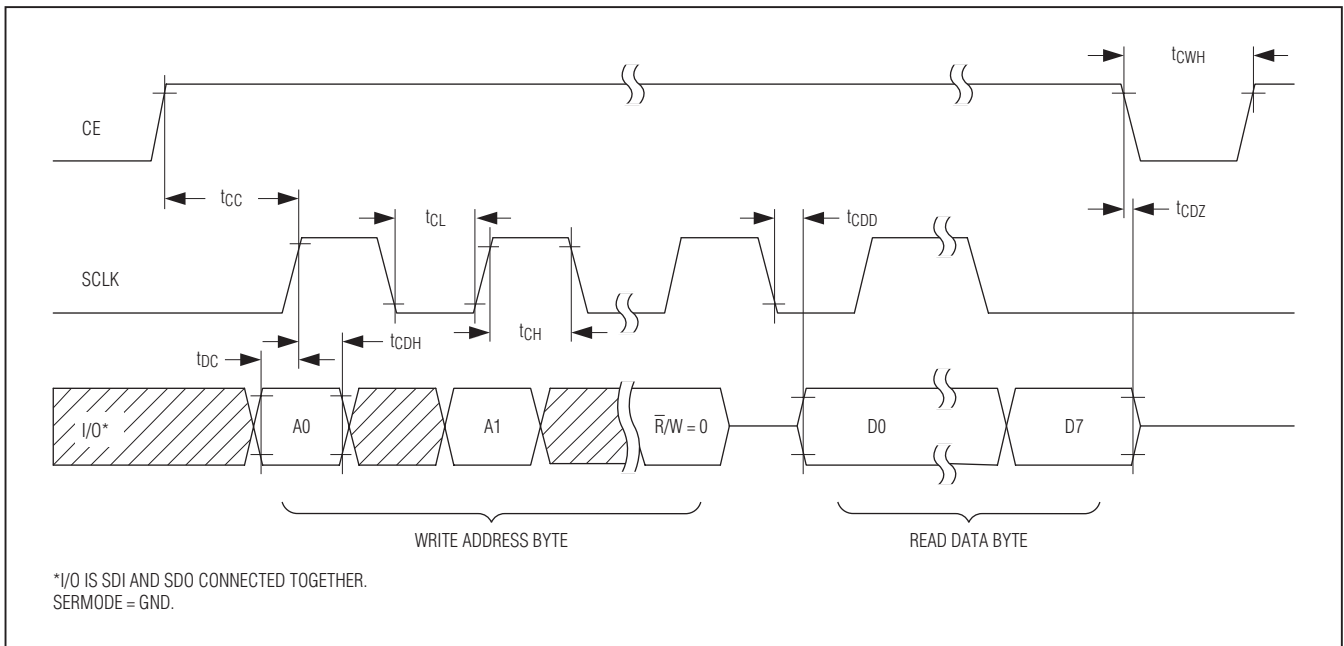 tCWH
CE
tCC
tCL
tCDD
tCDZ
SCLK
tCH
tDC
tCDH
I/O*
A0
A1
R̅/W = 0
D0
D7
WRITE ADDRESS BYTE
READ DATA BYTE
*I/O IS SDI AND SDO CONNECTED TOGETHER.
SERMODE = GND.